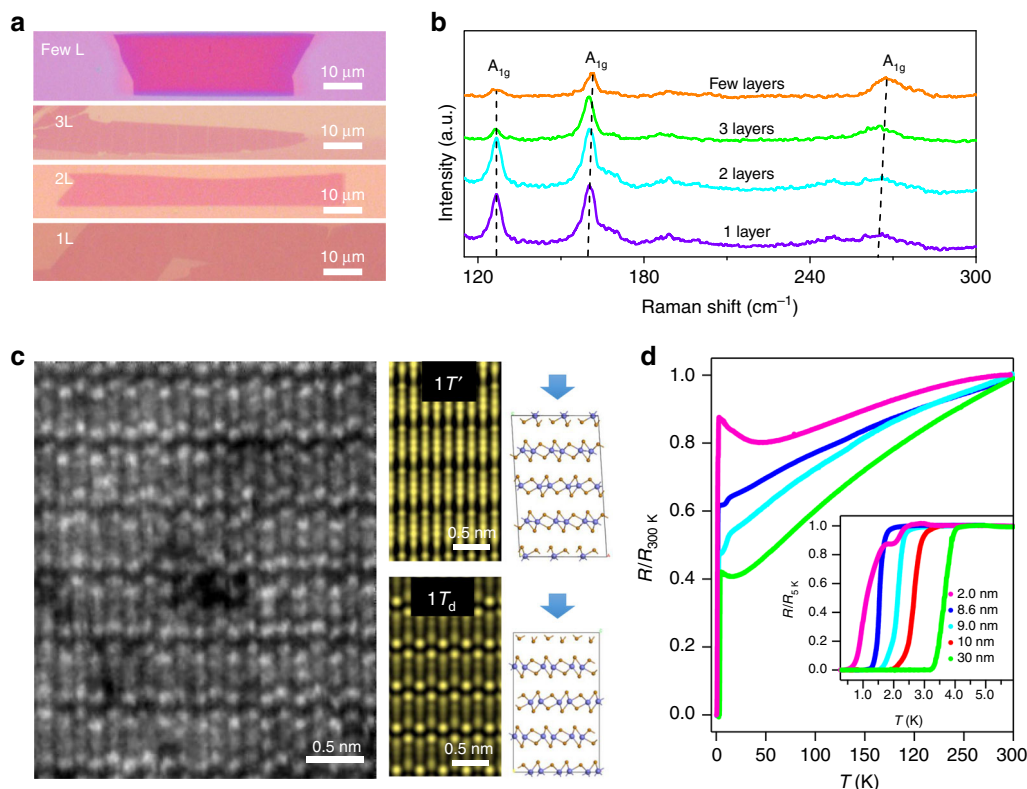 a
Few L
10 μm
3L
10 μm
2L
10 μm
1L
10 μm
b
Intensity (a.u.)
A1g
A1g
A1g
Few layers
3 layers
2 layers
1 layer
120
150
180
210
240
270
300
Raman shift (cm−1)
c
0.5 nm
1T′
0.5 nm
1Td
0.5 nm
d
R/R300 K
1.0
0.8
0.6
0.4
0.2
0.0
0
50
100
150
120
250
300
T (K)
R/R5 K
1.0
0.8
0.6
0.4
0.2
0.0
1.0
2.0
3.0
4.0
5.0
T (K)
2.0 nm
8.6 nm
9.0 nm
10 nm
30 nm